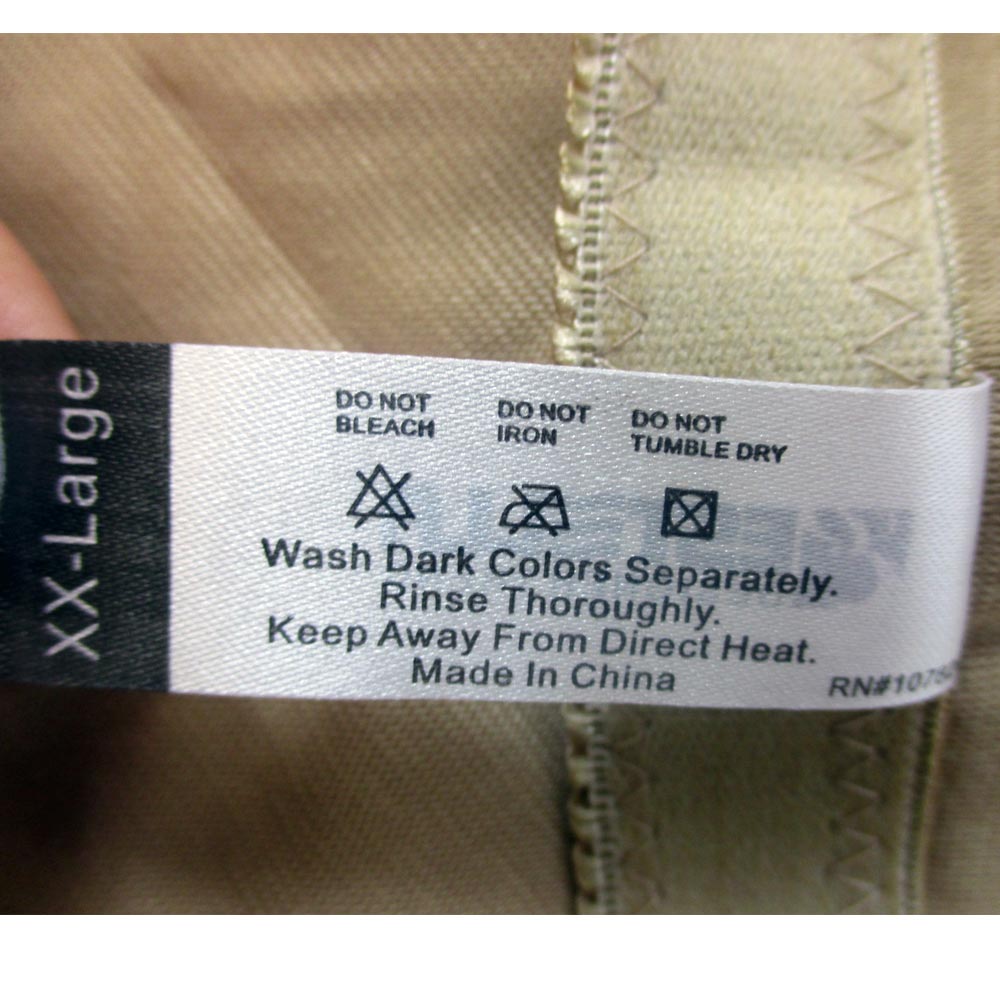 XX-Large
DO NOT
BLEACH
DO NOT
IRON
DO NOT
TUMBLE DRY
Wash Dark Colors Separately.
Rinse Thoroughly.
Keep Away From Direct Heat.
Made In China